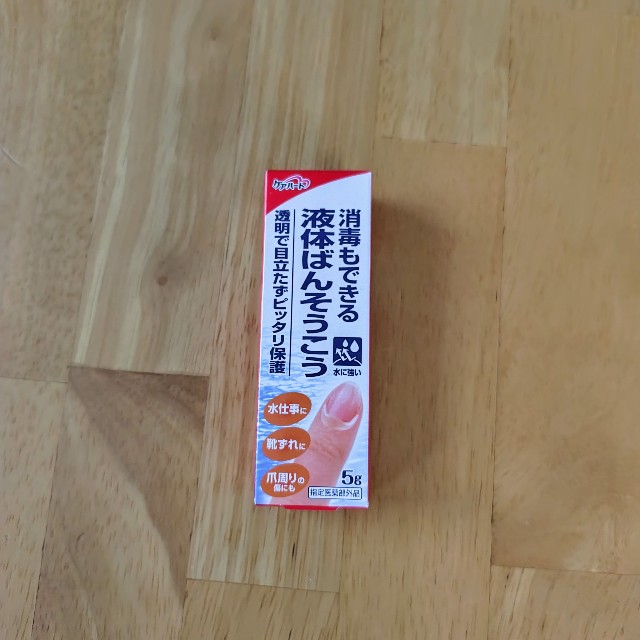 ケアハート
消毒もできる
液体ばんそうこう
透明で目立たずピッタリ保護
水に強い
水仕事に
靴ずれに
爪周りの
傷にも
5g
指定医薬部外品